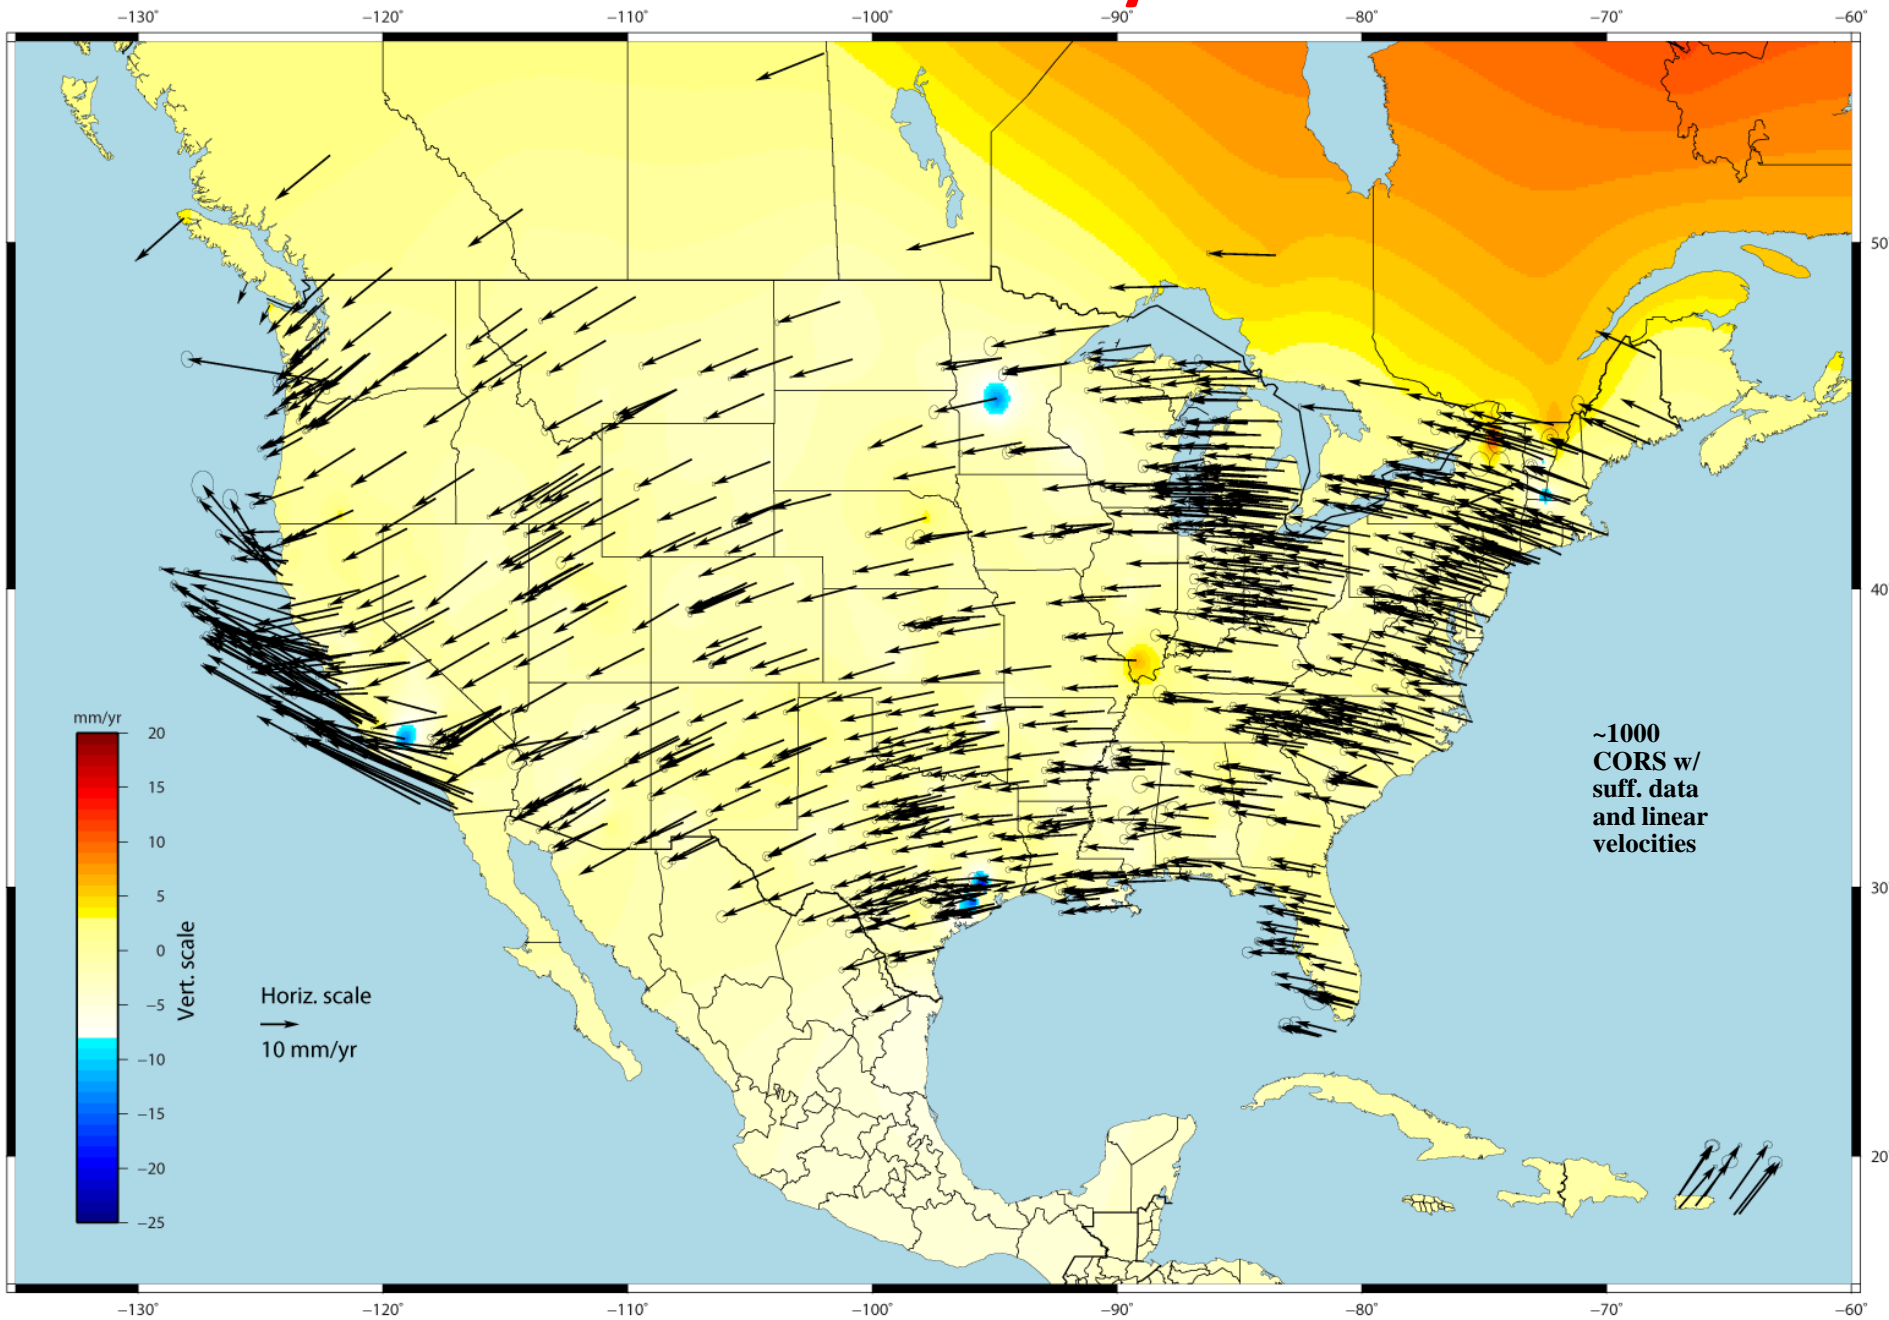 −130° −120° −110° −100° −90° −80° −70° −60°
50
40
30
20
mm/yr
20
15
10
5
0
−5
−10
−15
−20
−25
Vert. scale
Horiz. scale
10 mm/yr
~1000
CORS w/
suff. data
and linear
velocities
−130° −120° −110° −100° −90° −80° −70° −60°